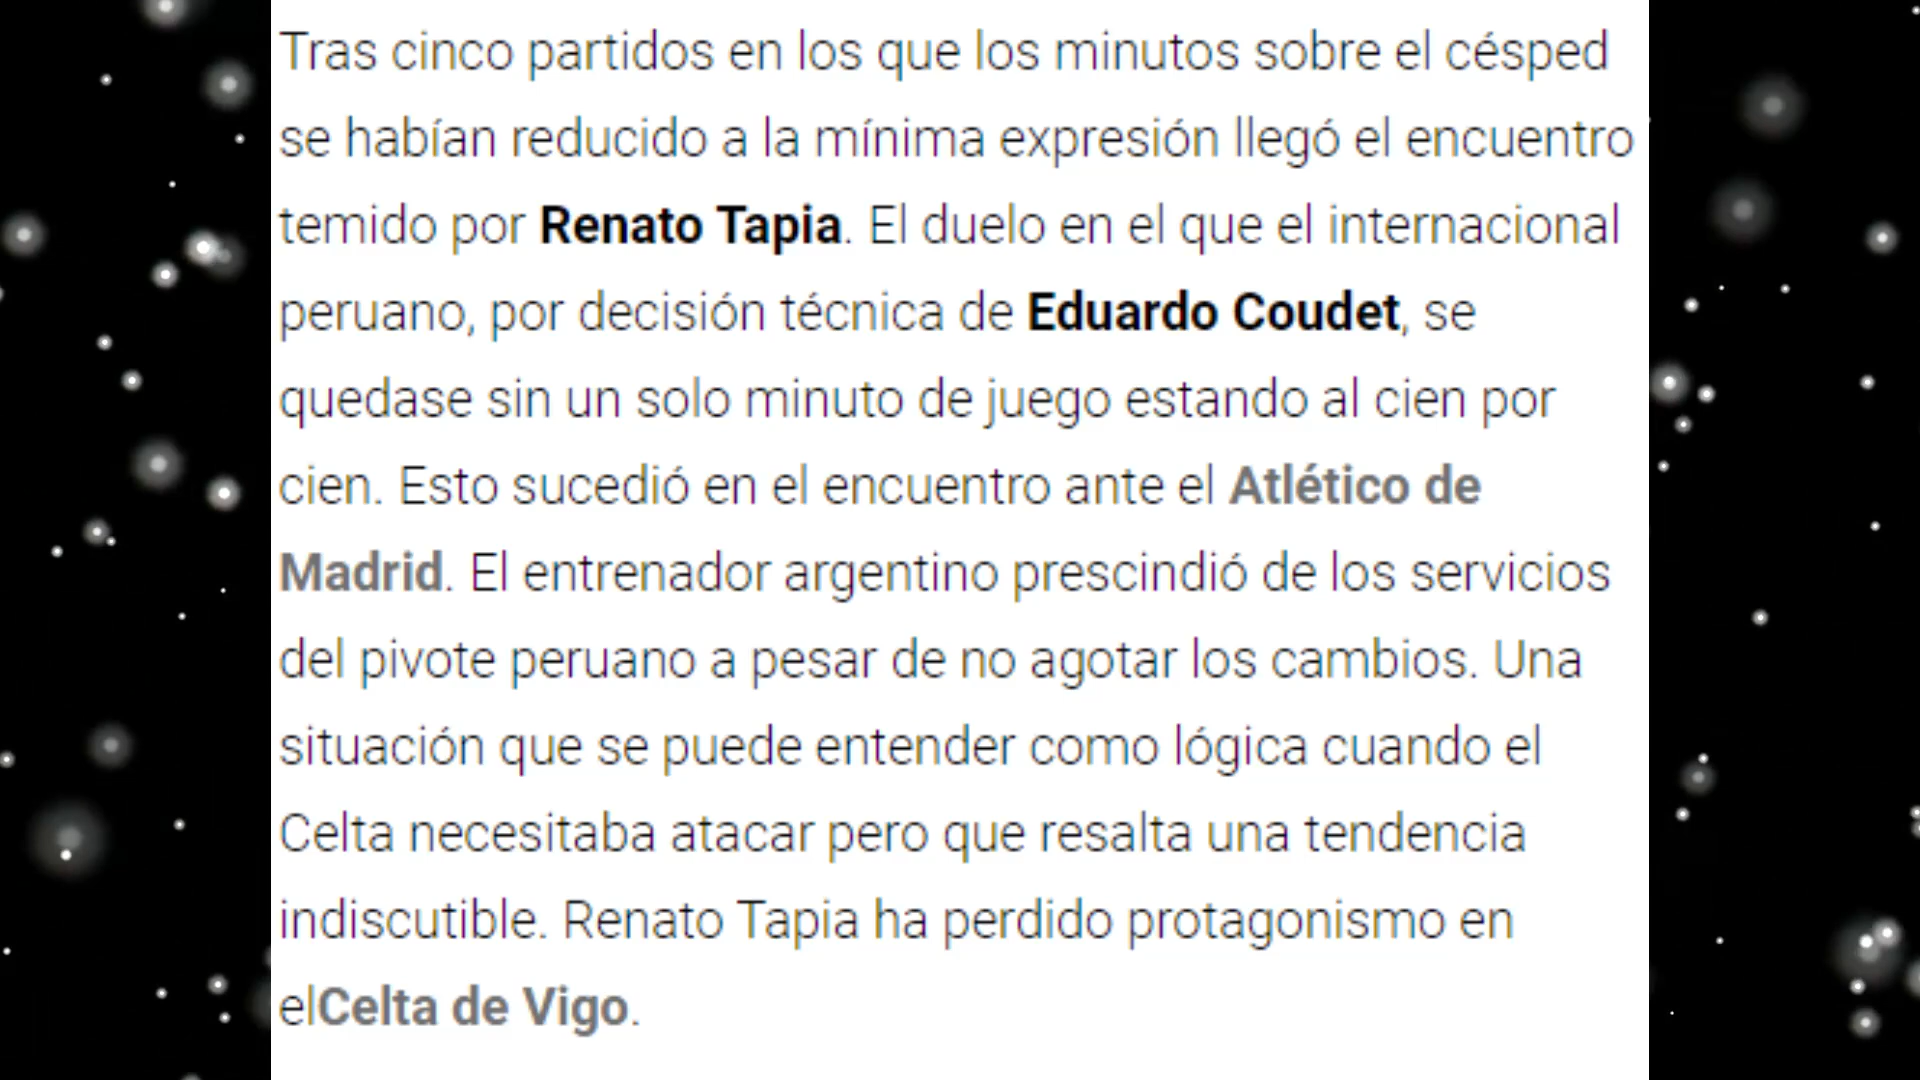 Tras cinco partidos en los que los minutos sobre el césped
se habían reducido a la mínima expresión llegó el encuentro
temido por Renato Tapia. El duelo en el que el internacional
peruano, por decisión técnica de Eduardo Coudet, se
quedase sin un solo minuto de juego estando al cien por
cien. Esto sucedió en el encuentro ante el Atlético de
Madrid. El entrenador argentino prescindió de los servicios
del pivote peruano a pesar de no agotar los cambios. Una
situación que se puede entender como lógica cuando el
Celta necesitaba atacar pero que resalta una tendencia
indiscutible. Renato Tapia ha perdido protagonismo en
elCelta de Vigo.